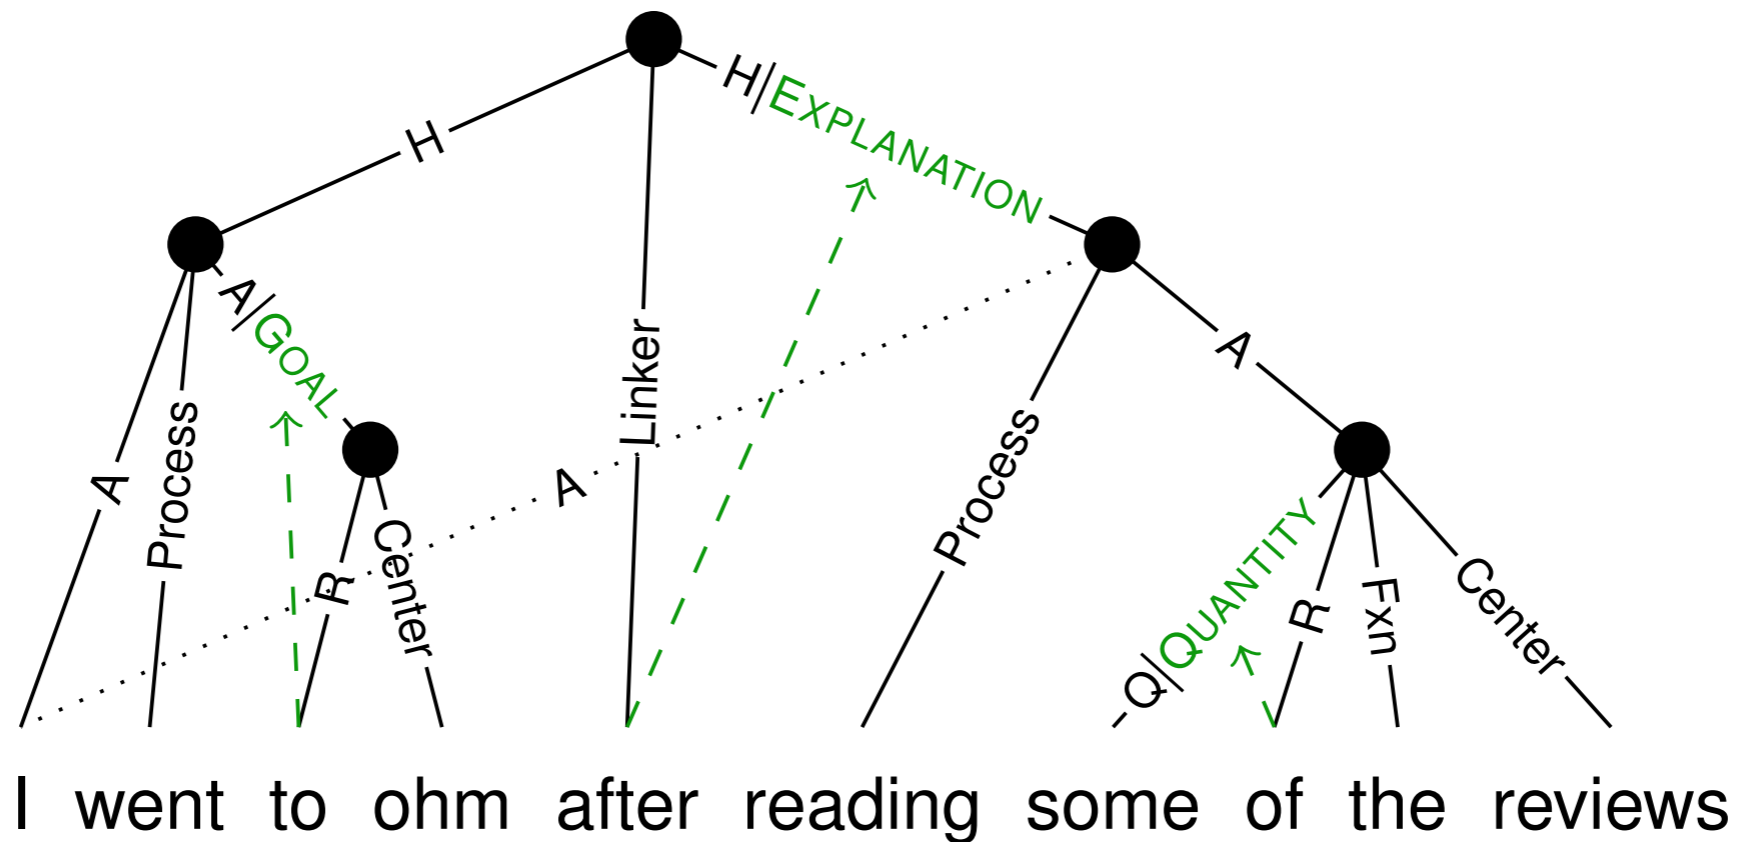 H
H|EXPLANATION
A|GOAL
A
Process
Linker
A
A
Process
R
Center
Q|QUANTITY
R
Fxn
Center
I went to ohm after reading some of the reviews